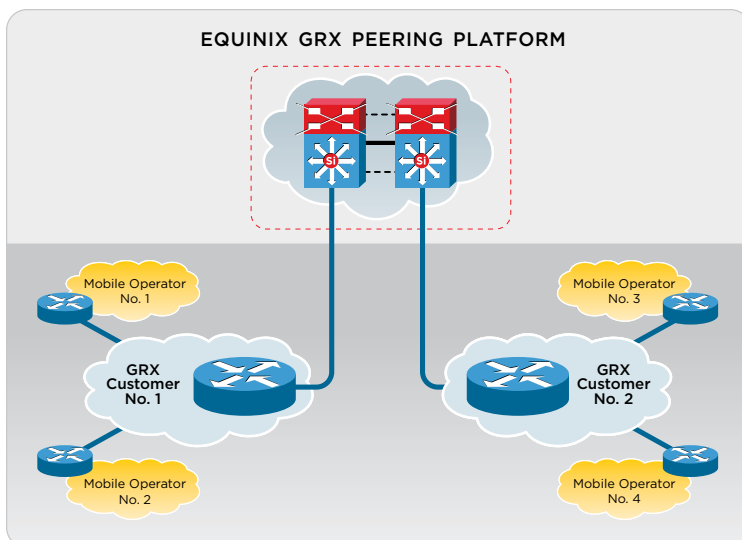 EQUINIX GRX PEERING PLATFORM
Si
Si
Mobile Operator
No. 1
Mobile Operator
No. 3
GRX
Customer
No. 1
GRX
Customer
No. 2
Mobile Operator
No. 2
Mobile Operator
No. 4